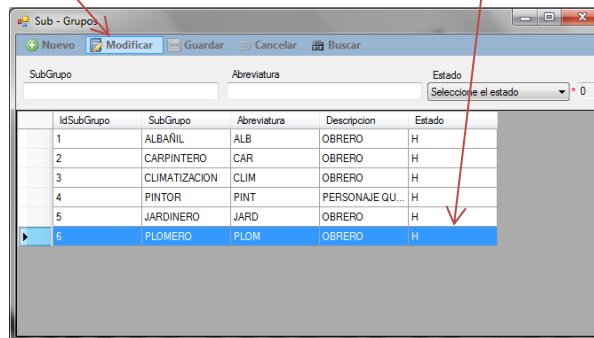 Sub - Grupos
Nuevo Modificar Guardar Cancelar Buscar
SubGrupo Abreviatura Estado
Seleccione el estado * 0
IdSubGrupo SubGrupo Abreviatura Descripcion Estado
1 ALBAÑIL ALB OBRERO H
2 CARPINTERO CAR OBRERO H
3 CLIMATIZACION CLIM OBRERO H
4 PINTOR PINT PERSONAJE QU... H
5 JARDINERO JARD OBRERO H
6 PLOMERO PLOM OBRERO H